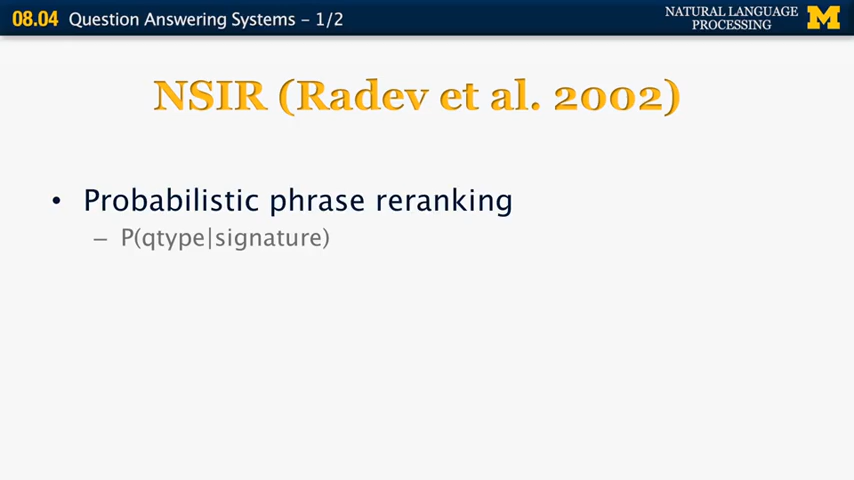 08.04 Question Answering Systems – 1/2
NATURAL LANGUAGE
PROCESSING
M
NSIR (Radev et al. 2002)
• Probabilistic phrase reranking
– P(qtype|signature)